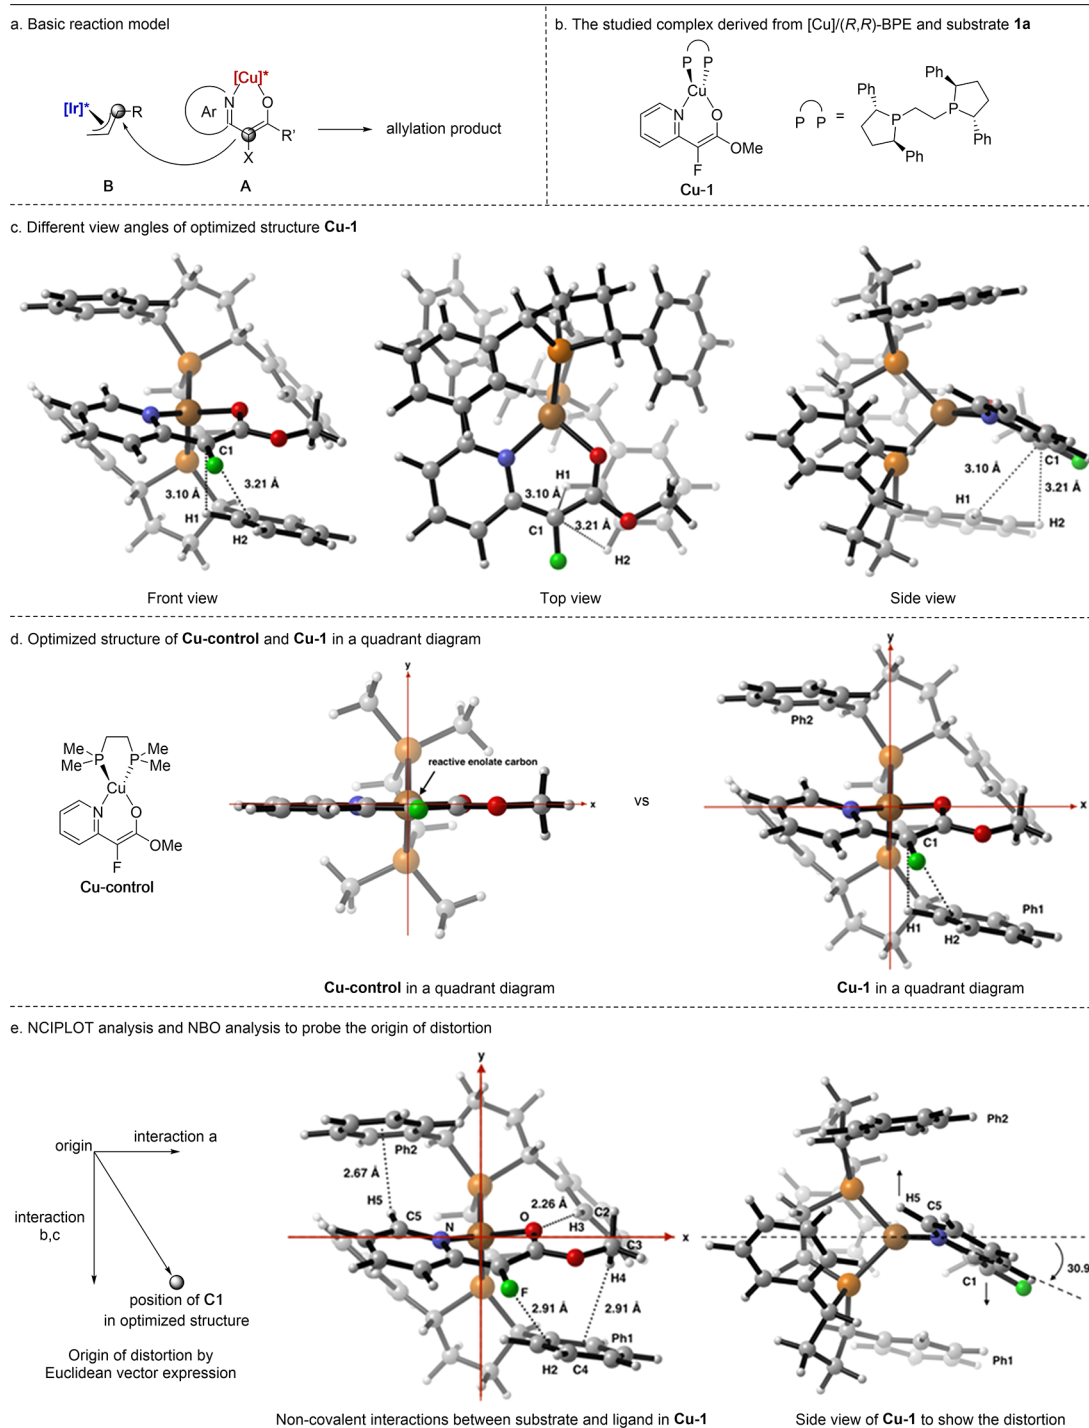 a. Basic reaction model
[Ir]*
R
B
[Cu]*
N
O
Ar
R'
X
A
allylation product
b. The studied complex derived from [Cu]/(R,R)-BPE and substrate 1a
P P
Cu
N
O
OMe
F
Cu-1
P P =
Ph
Ph
P
P
Ph
Ph
c. Different view angles of optimized structure Cu-1
C1
3.10 Å
3.21 Å
H1
H2
Front view
H1
3.10 Å
3.21 Å
C1
H2
Top view
3.10 Å
C1
3.21 Å
H1
H2
Side view
d. Optimized structure of Cu-control and Cu-1 in a quadrant diagram
Me
Me
P
P
Me
Me
Cu
N
O
OMe
F
Cu-control
y
reactive enolate carbon
x
Cu-control in a quadrant diagram
vs
y
Ph2
x
C1
Ph1
H1
H2
Cu-1 in a quadrant diagram
e. NCIPLOT analysis and NBO analysis to probe the origin of distortion
origin
interaction a
interaction
b,c
position of C1
in optimized structure
Origin of distortion by
Euclidean vector expression
y
Ph2
2.67 Å
H5
C5
N
O
2.26 Å
C2
H3
x
C3
H4
F
2.91 Å
2.91 Å
Ph1
H2
C4
Non-covalent interactions between substrate and ligand in Cu-1
Ph2
H5
C5
C1
30.9
Ph1
Side view of Cu-1 to show the distortion